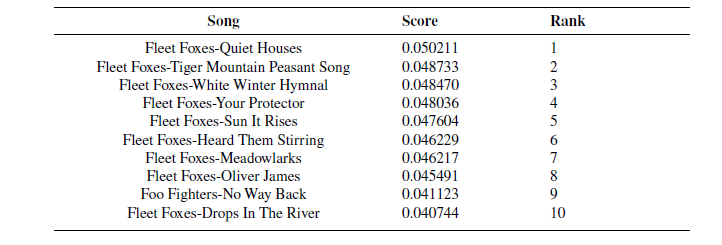 Song Score Rank
Fleet Foxes-Quiet Houses 0.050211 1
Fleet Foxes-Tiger Mountain Peasant Song 0.048733 2
Fleet Foxes-White Winter Hymnal 0.048470 3
Fleet Foxes-Your Protector 0.048036 4
Fleet Foxes-Sun It Rises 0.047604 5
Fleet Foxes-Heard Them Stirring 0.046229 6
Fleet Foxes-Meadowlarks 0.046217 7
Fleet Foxes-Oliver James 0.045491 8
Foo Fighters-No Way Back 0.041123 9
Fleet Foxes-Drops In The River 0.040744 10